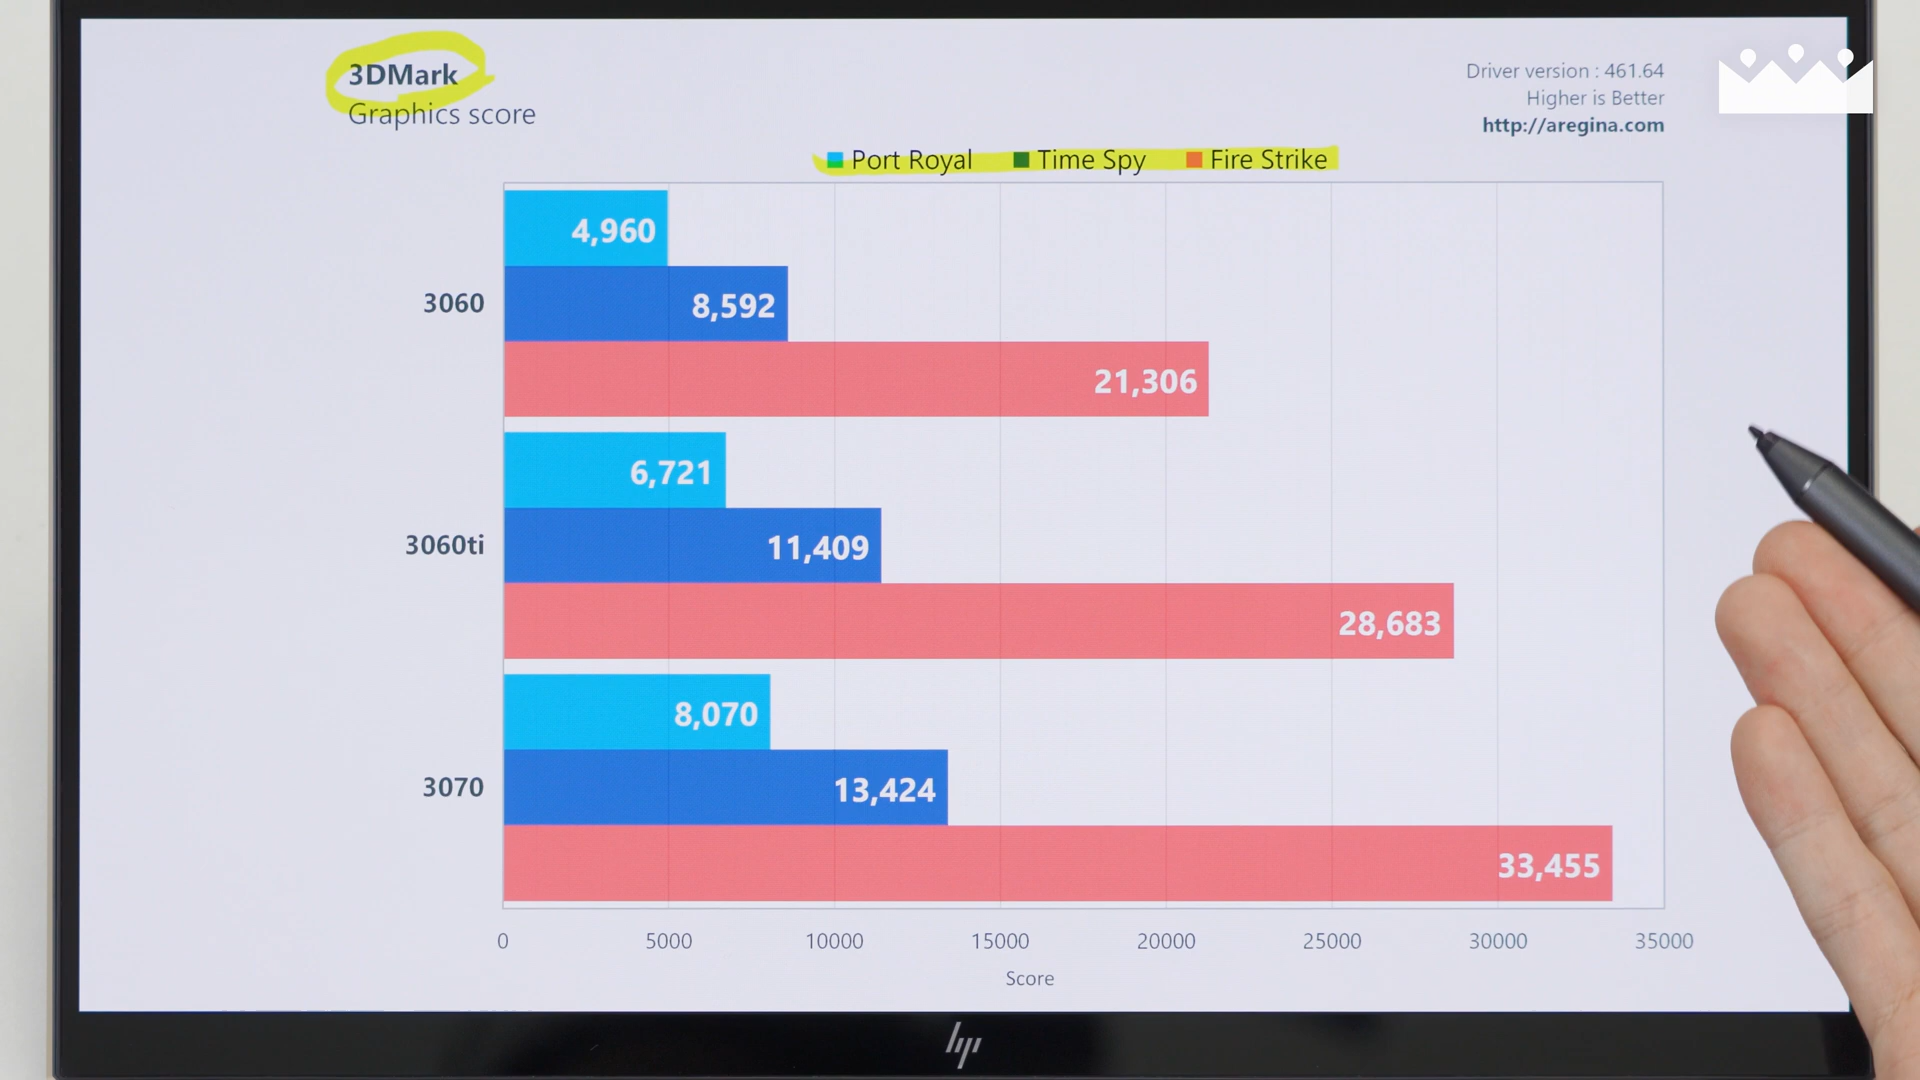 3DMark
Graphics score
Driver version : 461.64
Higher is Better
http://aregina.com
Port Royal Time Spy Fire Strike
3060
4,960
8,592
21,306
3060ti
6,721
11,409
28,683
3070
8,070
13,424
33,455
0 5000 10000 15000 20000 25000 30000 35000
Score
hp